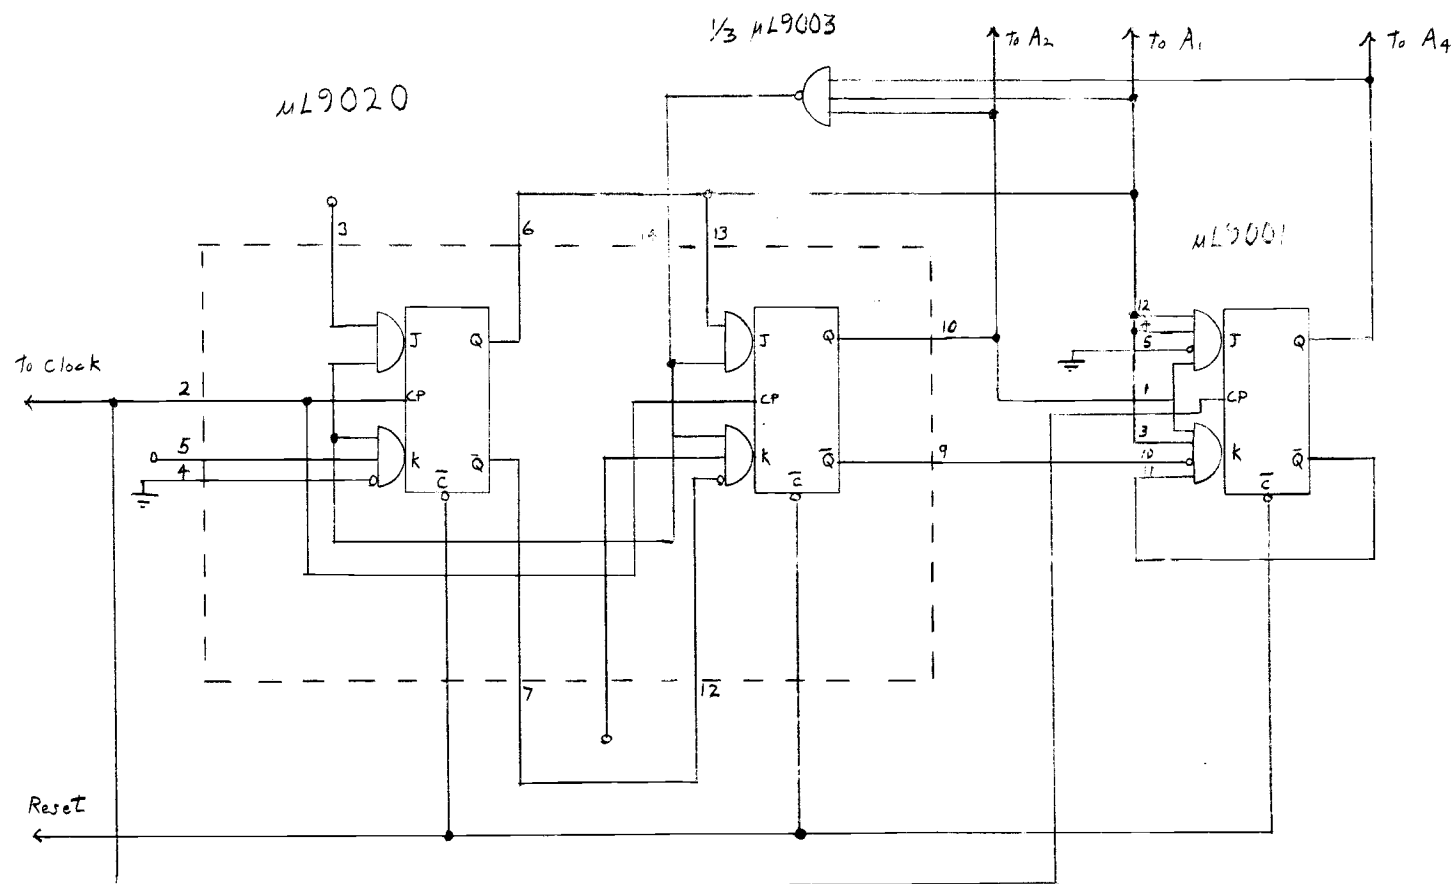 1/3 µL9003
to A2
to A1
to A4
µL9020
3
6
14
13
µL9001
J
Q
J
Q
10
12
4
5
J
Q
To Clock
2
CP
CP
1
CP
5
4
K
Q̅
K
Q̅
9
3
10
11
K
Q̅
C̅
C̅
C̅
7
12
Reset